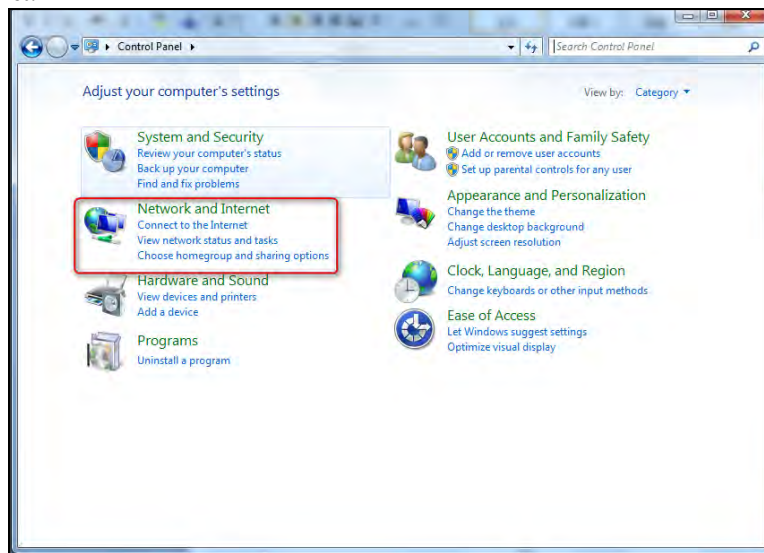 Control Panel
Search Control Panel
Adjust your computer's settings
View by: Category
System and Security
Review your computer's status
Back up your computer
Find and fix problems
Network and Internet
Connect to the Internet
View network status and tasks
Choose homegroup and sharing options
Hardware and Sound
View devices and printers
Add a device
Programs
Uninstall a program
User Accounts and Family Safety
Add or remove user accounts
Set up parental controls for any user
Appearance and Personalization
Change the theme
Change desktop background
Adjust screen resolution
Clock, Language, and Region
Change keyboards or other input methods
Ease of Access
Let Windows suggest settings
Optimize visual display